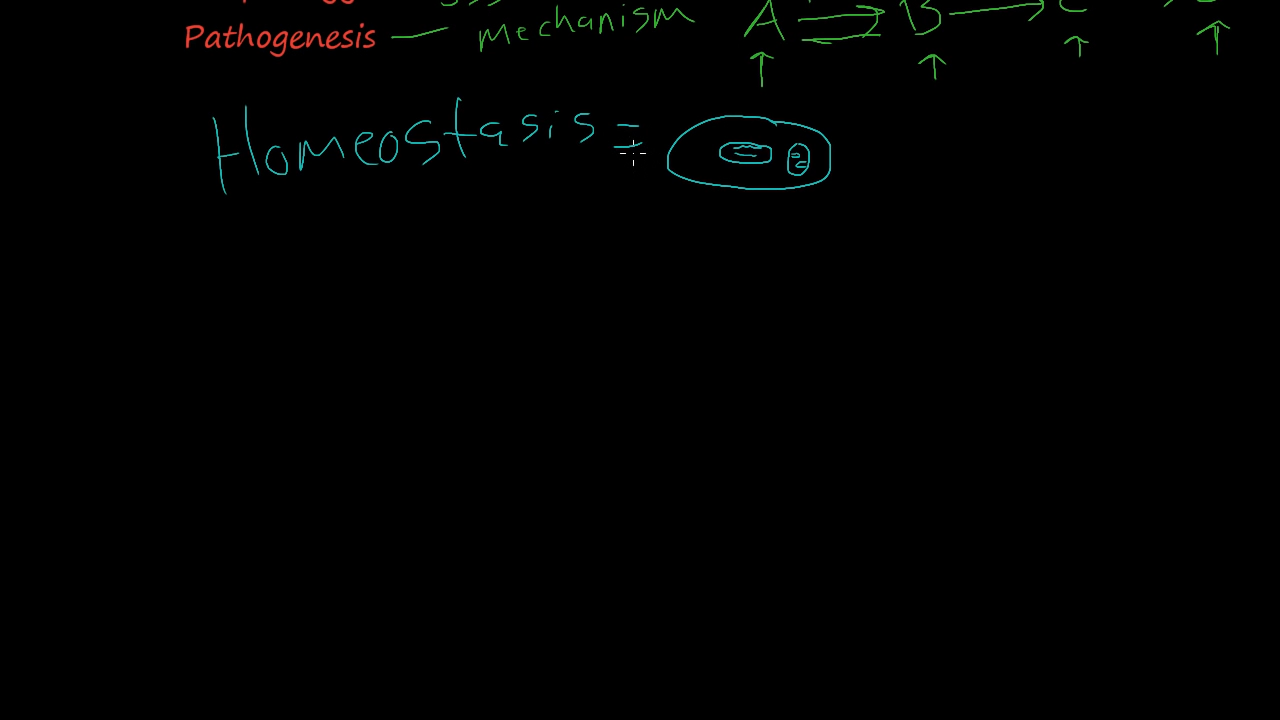 Pathogenesis — mechanism A ⇄ B → C
Homeostasis =